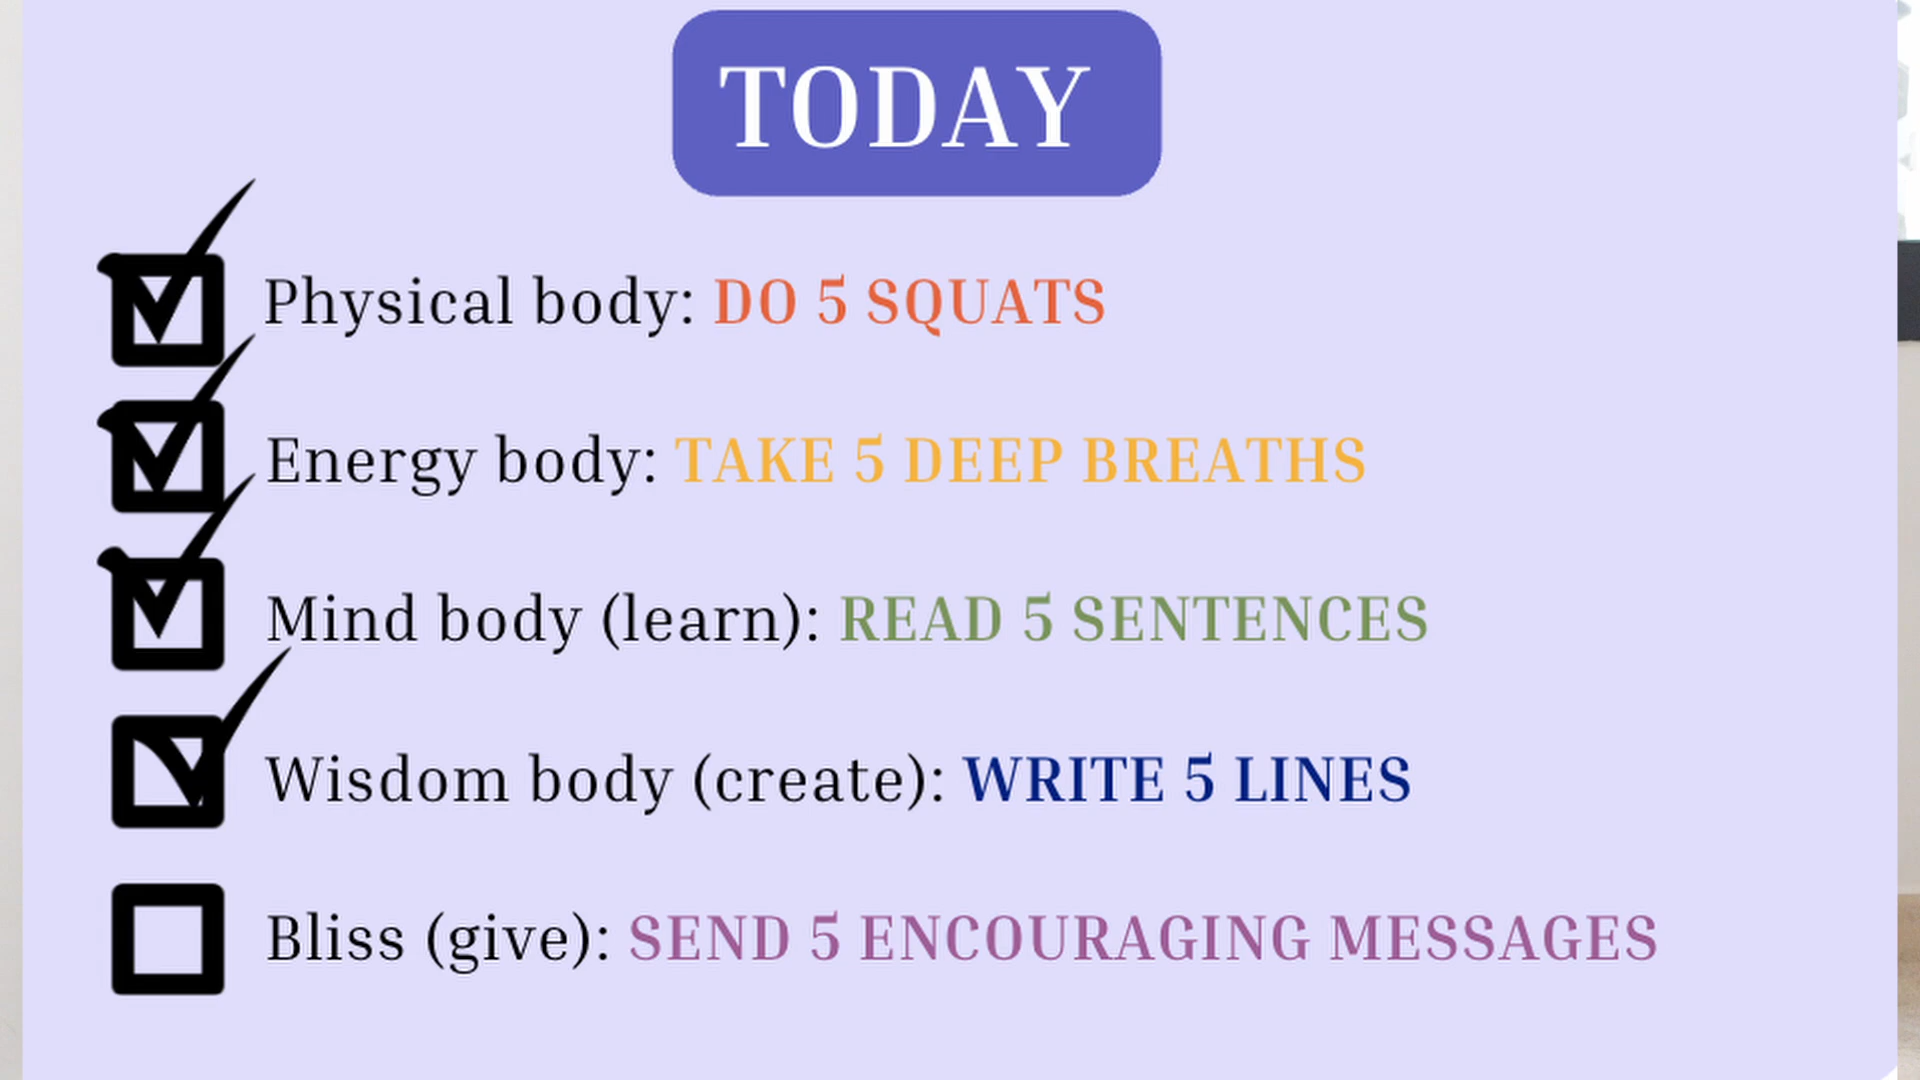 TODAY
Physical body: DO 5 SQUATS
Energy body: TAKE 5 DEEP BREATHS
Mind body (learn): READ 5 SENTENCES
Wisdom body (create): WRITE 5 LINES
Bliss (give): SEND 5 ENCOURAGING MESSAGES